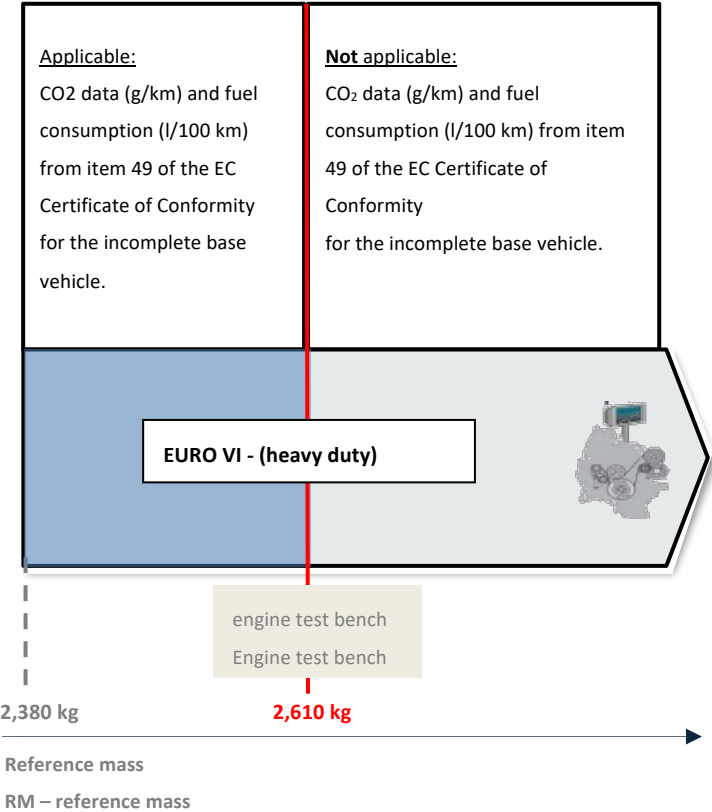 Applicable:
CO2 data (g/km) and fuel
consumption (l/100 km)
from item 49 of the EC
Certificate of Conformity
for the incomplete base
vehicle.
Not applicable:
CO₂ data (g/km) and fuel
consumption (l/100 km) from item
49 of the EC Certificate of
Conformity
for the incomplete base vehicle.
EURO VI - (heavy duty)
engine test bench
Engine test bench
2,380 kg
2,610 kg
Reference mass
RM – reference mass